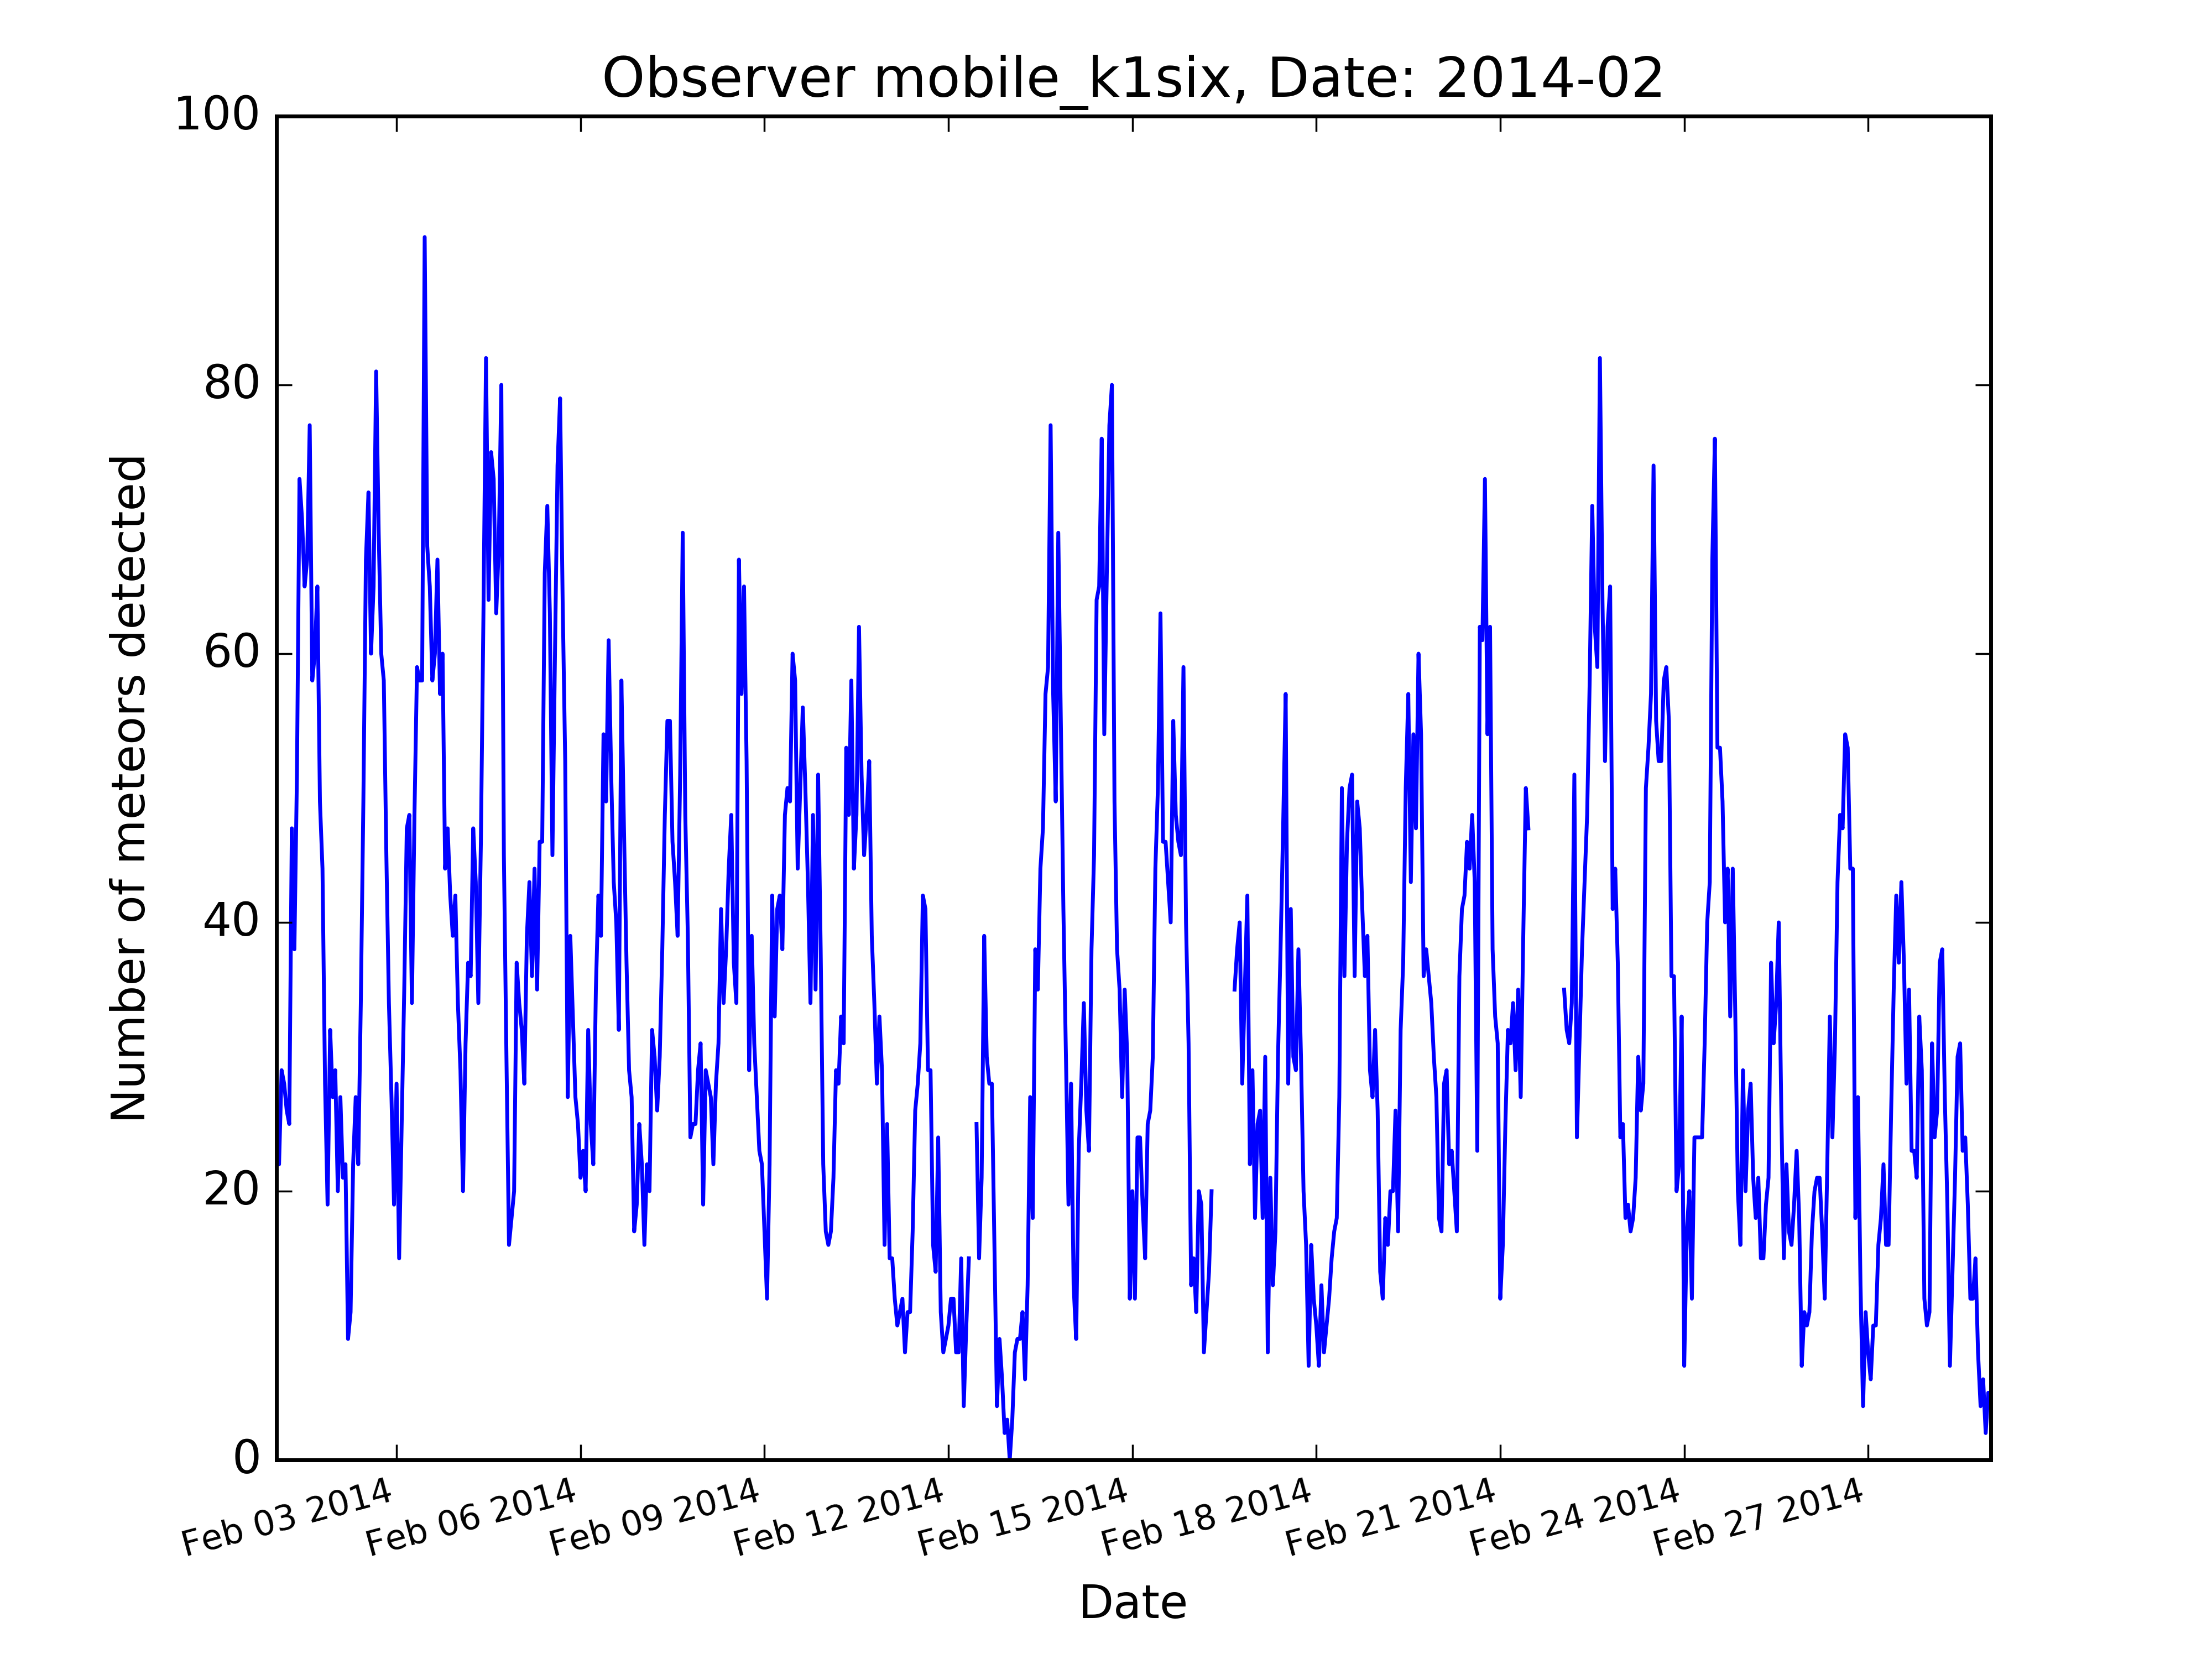 Observer mobile_k1six, Date: 2014-02
100
80
60
40
20
0
Number of meteors detected
Feb 03 2014
Feb 06 2014
Feb 09 2014
Feb 12 2014
Feb 15 2014
Feb 18 2014
Feb 21 2014
Feb 24 2014
Feb 27 2014
Date